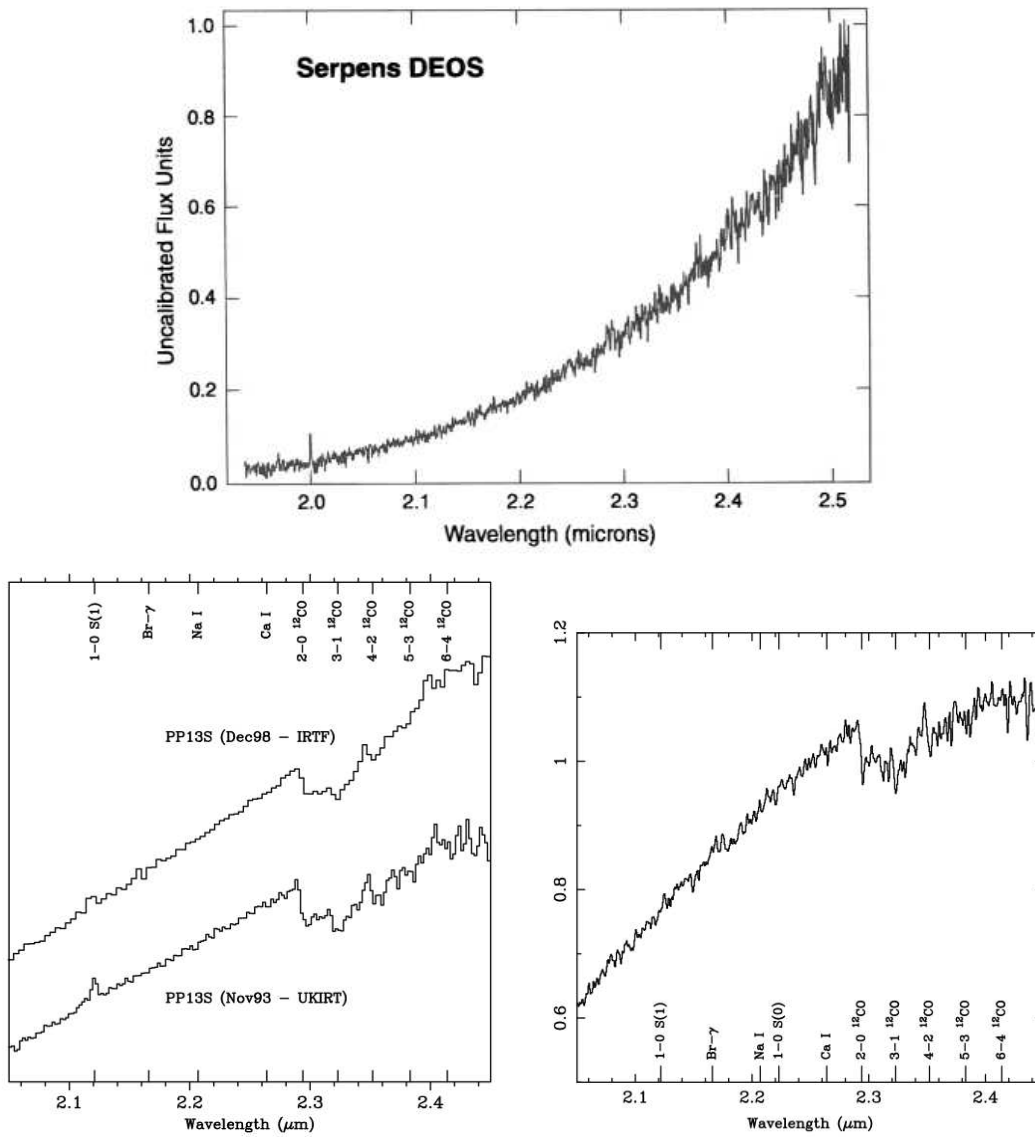 1.0
Serpens DEOS
0.8
0.6
0.4
0.2
0.0
Uncalibrated Flux Units
2.0 2.1 2.2 2.3 2.4 2.5
Wavelength (microns)
1-0 S(1)
Br-γ
Na I
Ca I
2-0 ¹²CO
3-1 ¹²CO
4-2 ¹²CO
5-3 ¹²CO
6-4 ¹²CO
PP13S (Dec98 - IRTF)
PP13S (Nov93 - UKIRT)
2.1 2.2 2.3 2.4
Wavelength (μm)
1.2
1
0.8
0.6
1-0 S(1)
Br-γ
Na I
1-0 S(0)
Ca I
2-0 ¹²CO
3-1 ¹²CO
4-2 ¹²CO
5-3 ¹²CO
6-4 ¹²CO
2.1 2.2 2.3 2.4
Wavelength (μm)